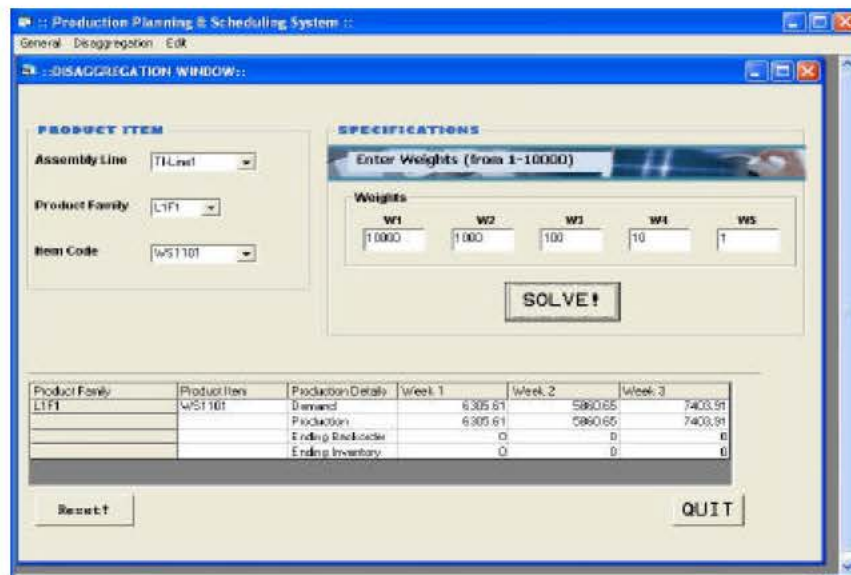 :: Production Planning & Scheduling System ::
General Disaggregation Edit
::DISAGGREGATION WINDOW::
PRODUCT ITEM
SPECIFICATIONS
Assembly Line
TI-Line1
Enter Weights (from 1-10000)
Product Family
L1F1
Weights
W1 W2 W3 W4 W5
10000 1000 100 10 1
Item Code
WS1101
SOLVE!
Product Family Product Item Production Details Week 1 Week 2 Week 3
L1F1 WS1101 Demand 6305.61 5860.65 7403.91
Production 6305.61 5860.65 7403.91
Ending Backorder 0 0 0
Ending Inventory 0 0 0
Reset!
QUIT